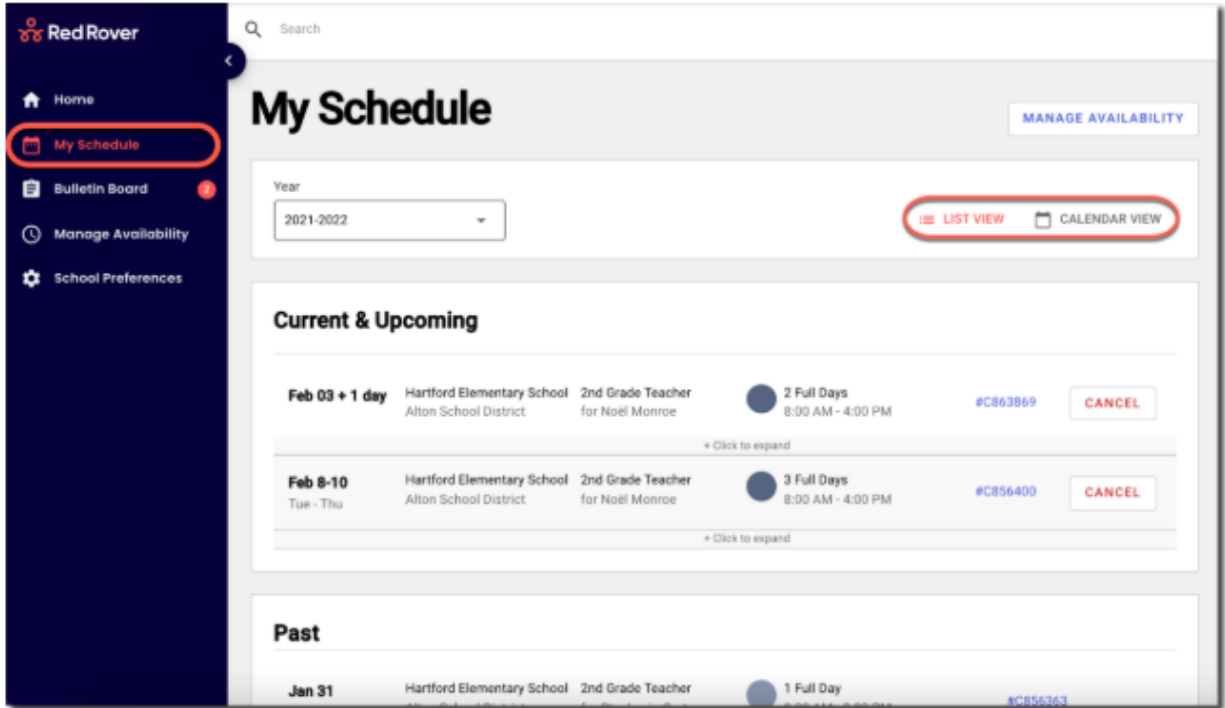 Red Rover
Search
Home
My Schedule
Bulletin Board 2
Manage Availability
School Preferences
My Schedule
MANAGE AVAILABILITY
Year
2021-2022
LIST VIEW CALENDAR VIEW
Current & Upcoming
Feb 03 + 1 day Hartford Elementary School 2nd Grade Teacher 2 Full Days #C863869 CANCEL
Alton School District for Noël Monroe 8:00 AM - 4:00 PM
+ Click to expand
Feb 8-10 Hartford Elementary School 2nd Grade Teacher 3 Full Days #C856400 CANCEL
Tue - Thu Alton School District for Noël Monroe 8:00 AM - 4:00 PM
+ Click to expand
Past
Jan 31 Hartford Elementary School 2nd Grade Teacher 1 Full Day #C856363